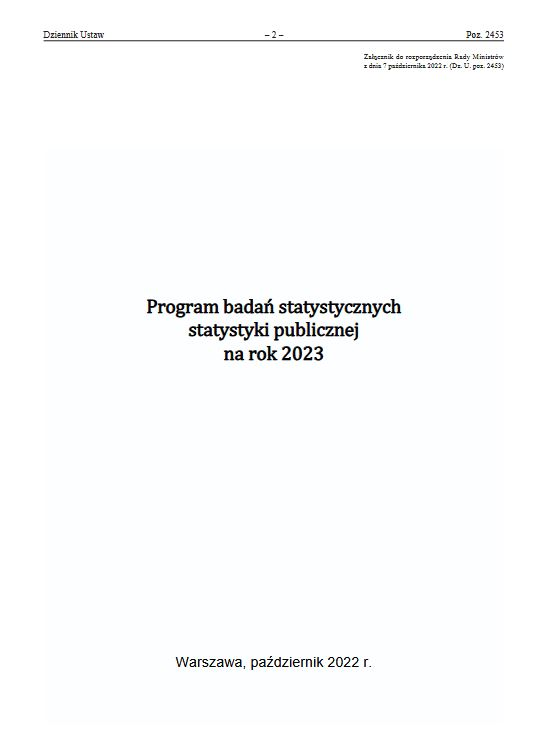 Dziennik Ustaw – 2 – Poz. 2453
Załącznik do rozporządzenia Rady Ministrów
z dnia 7 października 2022 r. (Dz. U. poz. 2453)
Program badań statystycznych
statystyki publicznej
na rok 2023
Warszawa, październik 2022 r.